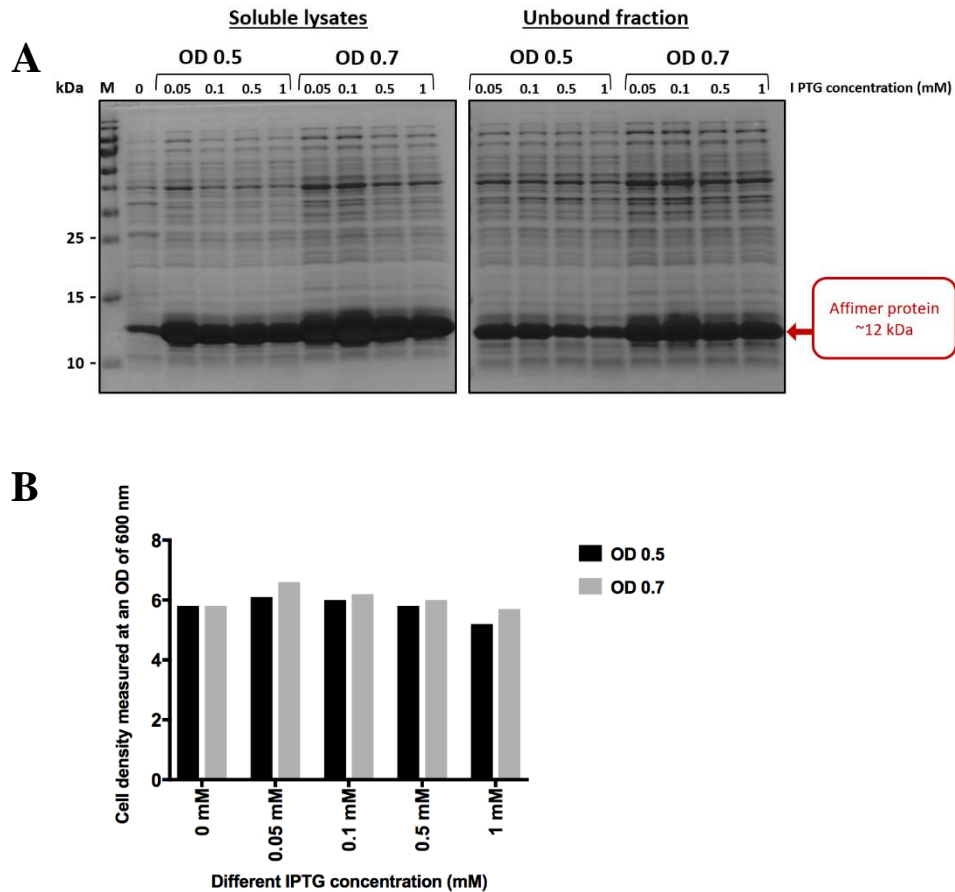 Soluble lysates Unbound fraction
A
OD 0.5 OD 0.7 OD 0.5 OD 0.7
kDa M 0 0.05 0.1 0.5 1 0.05 0.1 0.5 1 0.05 0.1 0.5 1 0.05 0.1 0.5 1 I PTG concentration (mM)
25 -
15 -
Affimer protein
~12 kDa
10 -
B
Cell density measured at an OD of 600 nm
8
6
4
2
0
0 mM
0.05 mM
0.1 mM
0.5 mM
1 mM
Different IPTG concentration (mM)
OD 0.5
OD 0.7